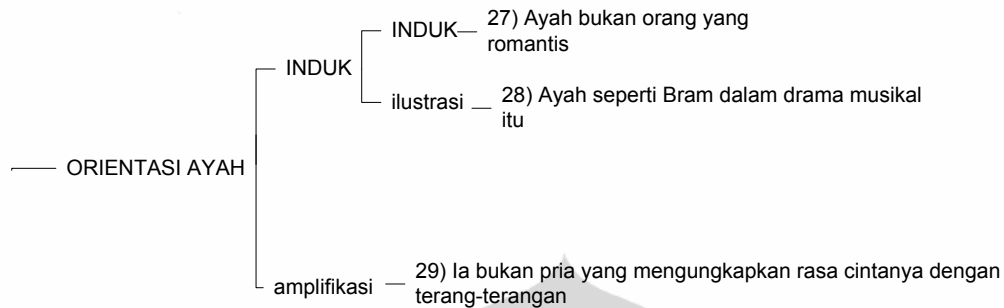 INDUK
27) Ayah bukan orang yang
romantis
INDUK
ilustrasi
28) Ayah seperti Bram dalam drama musikal
itu
ORIENTASI AYAH
amplifikasi
29) Ia bukan pria yang mengungkapkan rasa cintanya dengan
terang-terangan